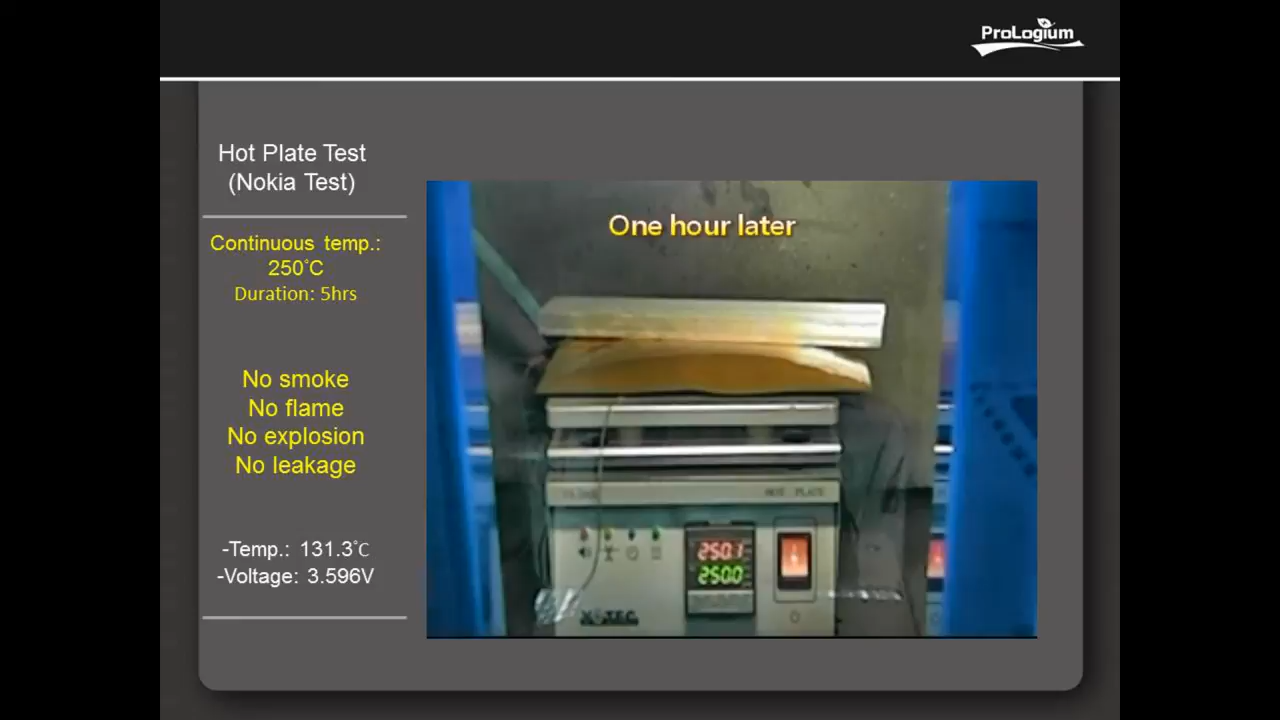 ProLogium
Hot Plate Test
(Nokia Test)
Continuous temp.:
250°C
Duration: 5hrs
No smoke
No flame
No explosion
No leakage
-Temp.: 131.3°C
-Voltage: 3.596V
One hour later
HOT PLATE
250.1
250.0